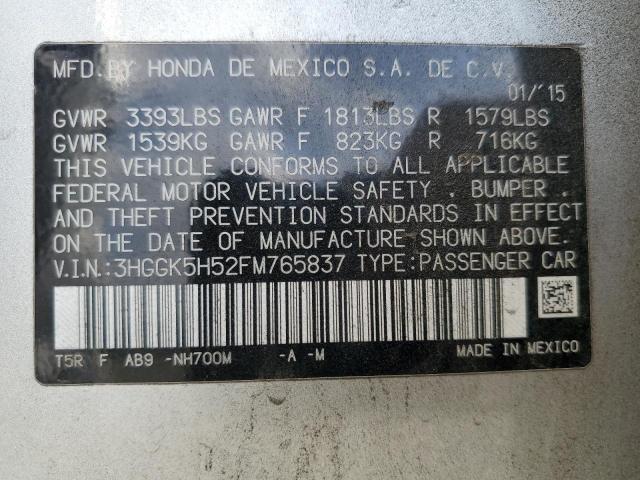 MFD. BY HONDA DE MEXICO S.A. DE C.V.
01/'15
GVWR 3393LBS GAWR F 1813LBS R 1579LBS
GVWR 1539KG GAWR F 823KG R 716KG
THIS VEHICLE CONFORMS TO ALL APPLICABLE
FEDERAL MOTOR VEHICLE SAFETY , BUMPER ,
AND THEFT PREVENTION STANDARDS IN EFFECT
ON THE DATE OF MANUFACTURE SHOWN ABOVE.
V.I.N.:3HGGK5H52FM765837 TYPE:PASSENGER CAR
T5R F AB9 -NH700M -A -M MADE IN MEXICO